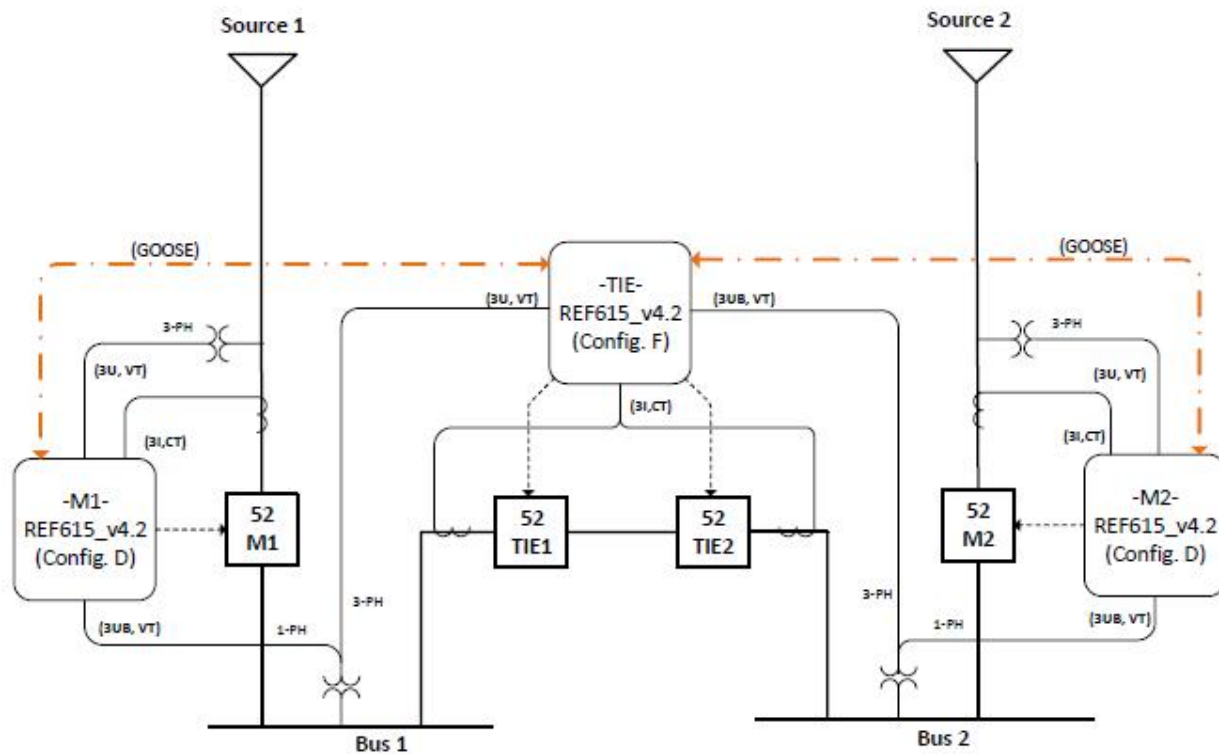 Source 1
Source 2
(GOOSE)
(GOOSE)
-TIE-
REF615_v4.2
(Config. F)
(3U, VT)
(3UB, VT)
3-PH
3-PH
(3U, VT)
(3U, VT)
(3I,CT)
(3I,CT)
(3I,CT)
-M1-
REF615_v4.2
(Config. D)
52
M1
52
TIE1
52
TIE2
52
M2
-M2-
REF615_v4.2
(Config. D)
3-PH
3-PH
(3UB, VT)
1-PH
1-PH
(3UB, VT)
Bus 1
Bus 2